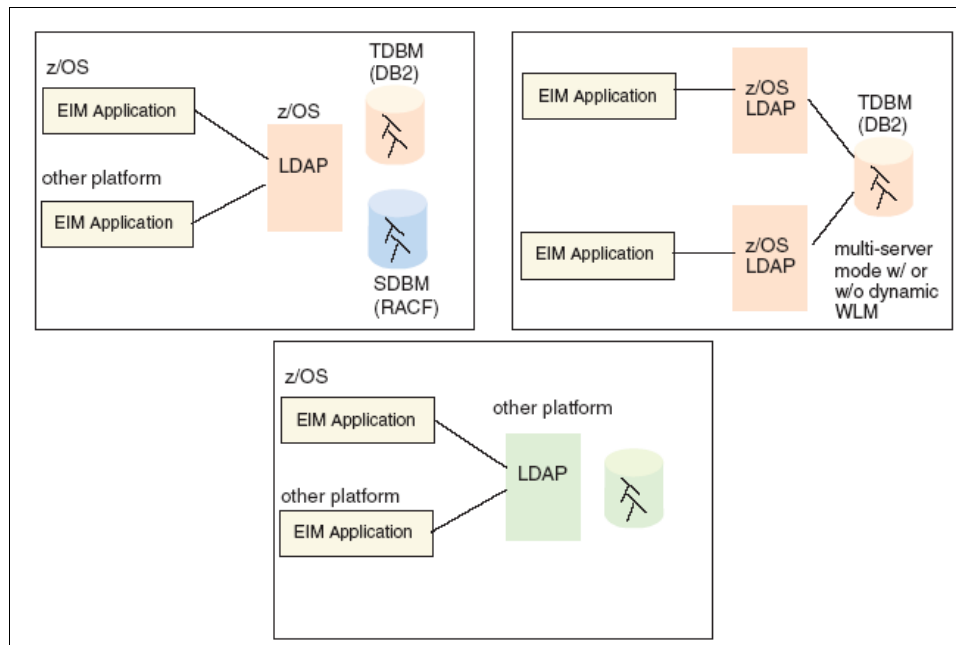 z/OS
EIM Application
other platform
EIM Application
z/OS
LDAP
TDBM
(DB2)
SDBM
(RACF)
EIM Application
EIM Application
z/OS
LDAP
z/OS
LDAP
TDBM
(DB2)
multi-server
mode w/ or
w/o dynamic
WLM
z/OS
EIM Application
other platform
EIM Application
other platform
LDAP